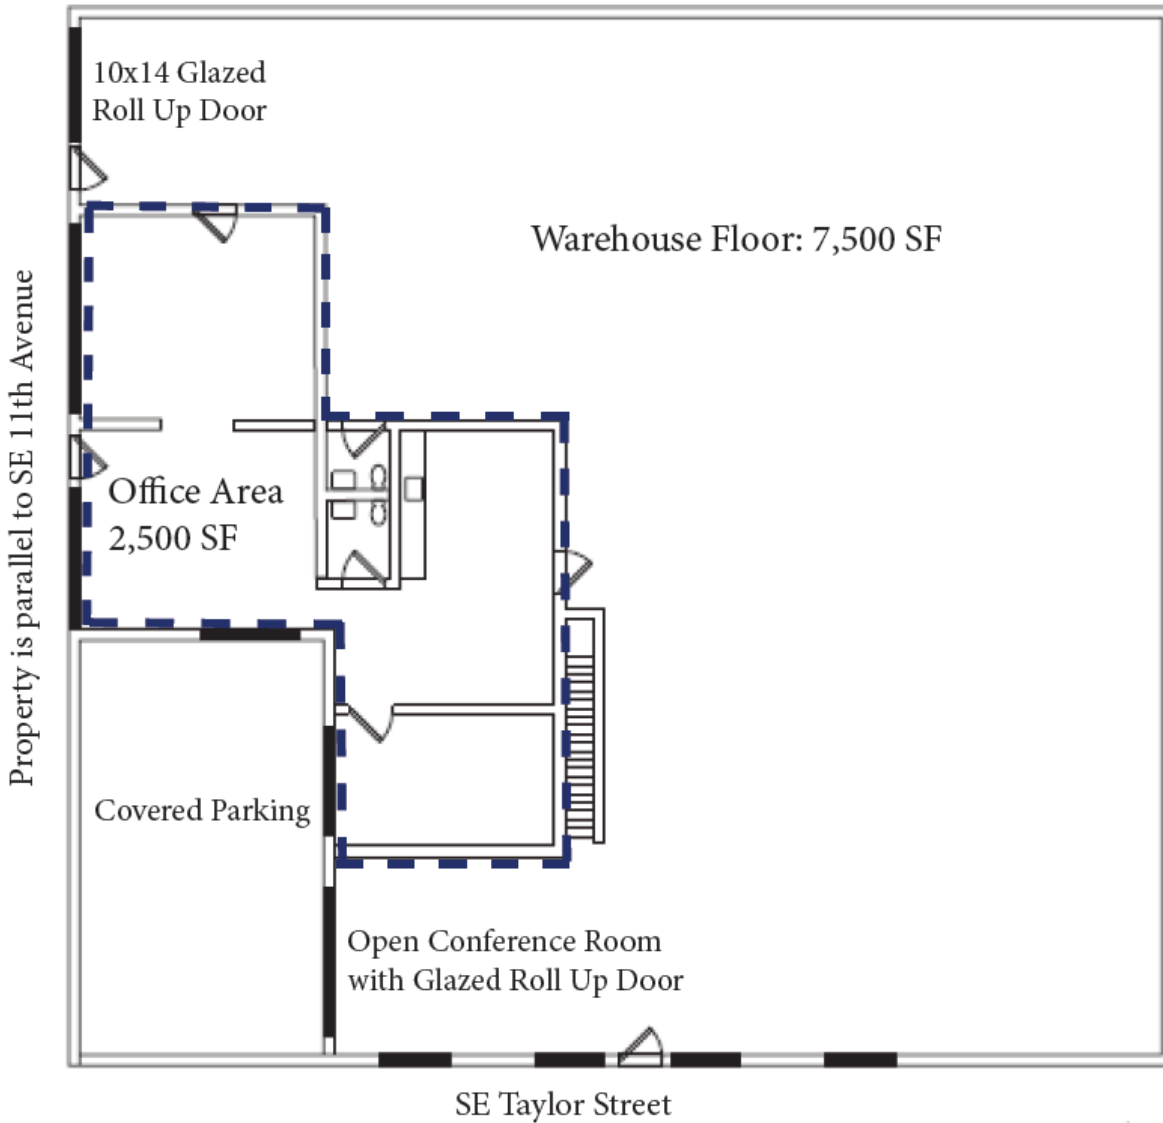 10x14 Glazed
Roll Up Door
Warehouse Floor: 7,500 SF
Property is parallel to SE 11th Avenue
Office Area
2,500 SF
Covered Parking
Open Conference Room
with Glazed Roll Up Door
SE Taylor Street